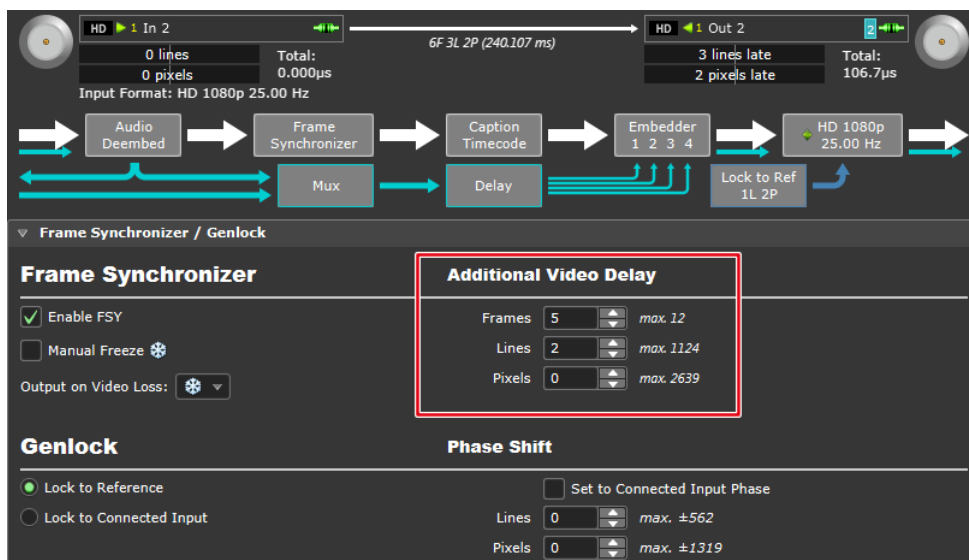 HD 1 In 2
6F 3L 2P (240.107 ms)
HD 1 Out 2 2
0 lines
0 pixels
Total:
0.000µs
3 lines late
2 pixels late
Total:
106.7µs
Input Format: HD 1080p 25.00 Hz
Audio
Deembed
Frame
Synchronizer
Caption
Timecode
Embedder
1 2 3 4
HD 1080p
25.00 Hz
Mux
Delay
Lock to Ref
1L 2P
Frame Synchronizer / Genlock
Frame Synchronizer
Enable FSY
Manual Freeze
Output on Video Loss:
Additional Video Delay
Frames 5 max. 12
Lines 2 max. 1124
Pixels 0 max. 2639
Genlock
Lock to Reference
Lock to Connected Input
Phase Shift
Set to Connected Input Phase
Lines 0 max. ±562
Pixels 0 max. ±1319